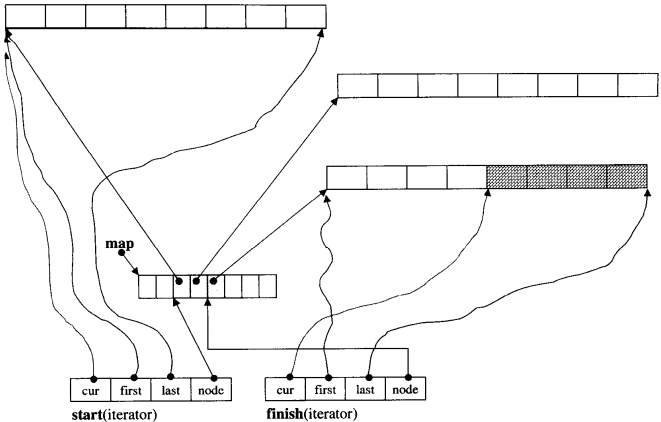 map
cur first last node
start(iterator)
cur first last node
finish(iterator)